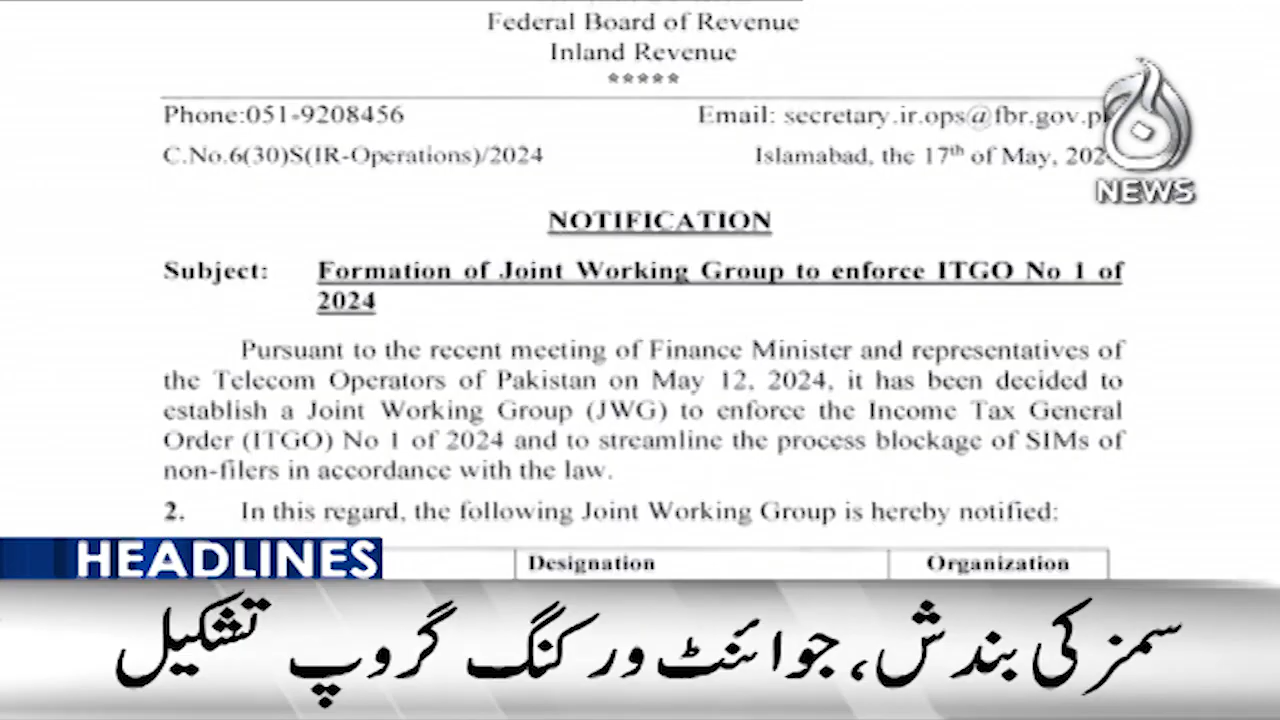 Federal Board of Revenue
Inland Revenue
*****
Phone:051-9208456 Email: secretary.ir.ops@fbr.gov.p
C.No.6(30)S(IR-Operations)/2024 Islamabad, the 17th of May, 202
NEWS
NOTIFICATION
Subject: Formation of Joint Working Group to enforce ITGO No 1 of
2024
Pursuant to the recent meeting of Finance Minister and representatives of
the Telecom Operators of Pakistan on May 12, 2024, it has been decided to
establish a Joint Working Group (JWG) to enforce the Income Tax General
Order (ITGO) No 1 of 2024 and to streamline the process blockage of SIMs of
non-filers in accordance with the law.
2. In this regard, the following Joint Working Group is hereby notified:
HEADLINES
Designation Organization
سمز کی بندش، جوائنٹ ورکنگ گروپ تشکیل